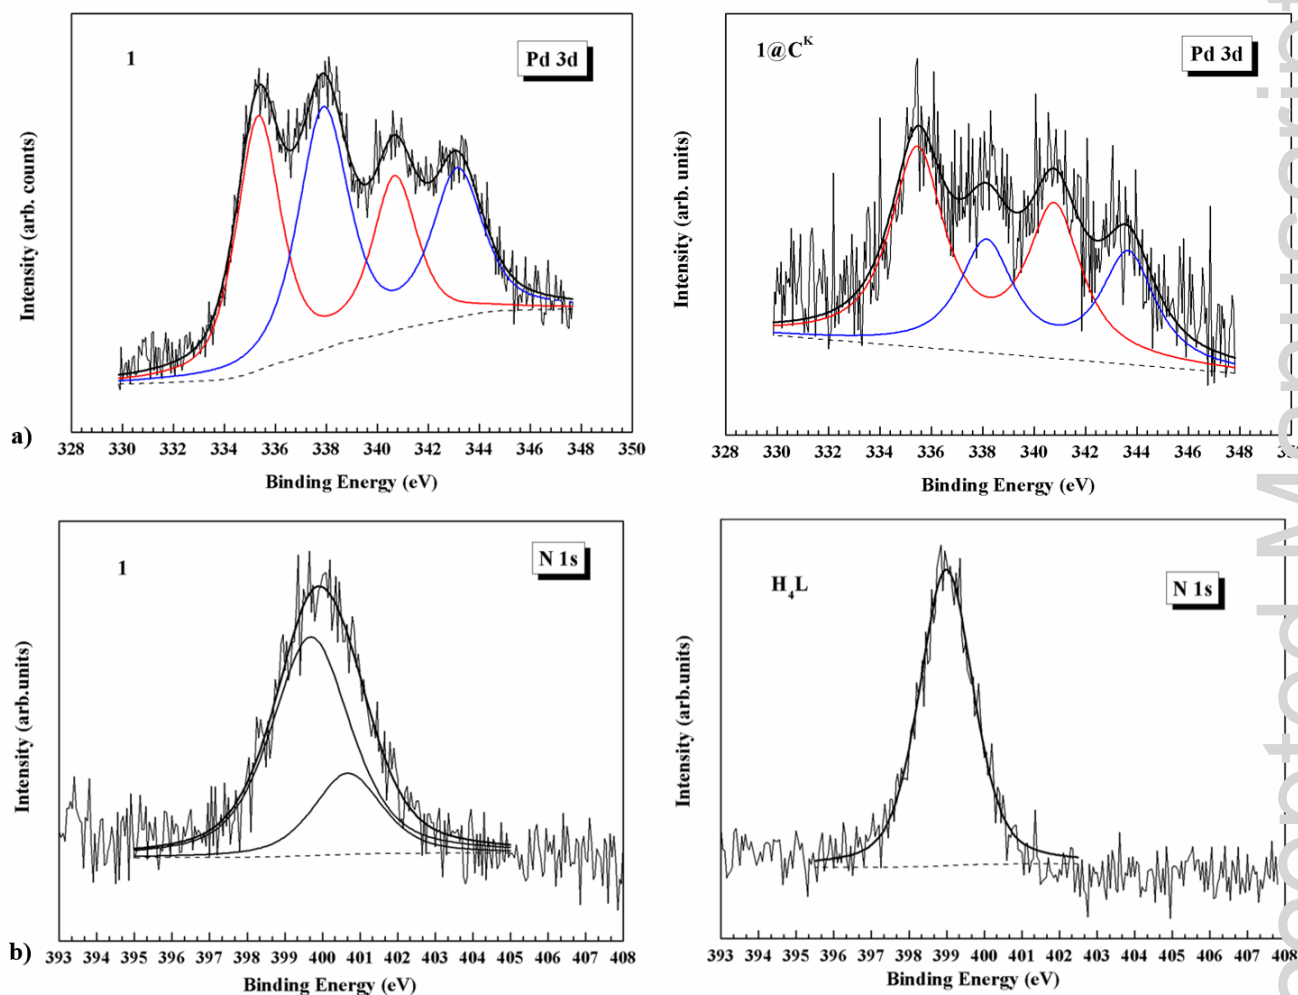 1
Pd 3d
Intensity (arb. counts)
328 330 332 334 336 338 340 342 344 346 348 350
Binding Energy (eV)
a)
1@C^K
Pd 3d
Intensity (arb. units)
328 330 332 334 336 338 340 342 344 346 348
Binding Energy (eV)
1
N 1s
Intensity (arb.units)
393 394 395 396 397 398 399 400 401 402 403 404 405 406 407 408
Binding Energy (eV)
b)
H₄L
N 1s
Intensity (arb.units)
393 394 395 396 397 398 399 400 401 402 403 404 405 406 407 408
Binding Energy (eV)